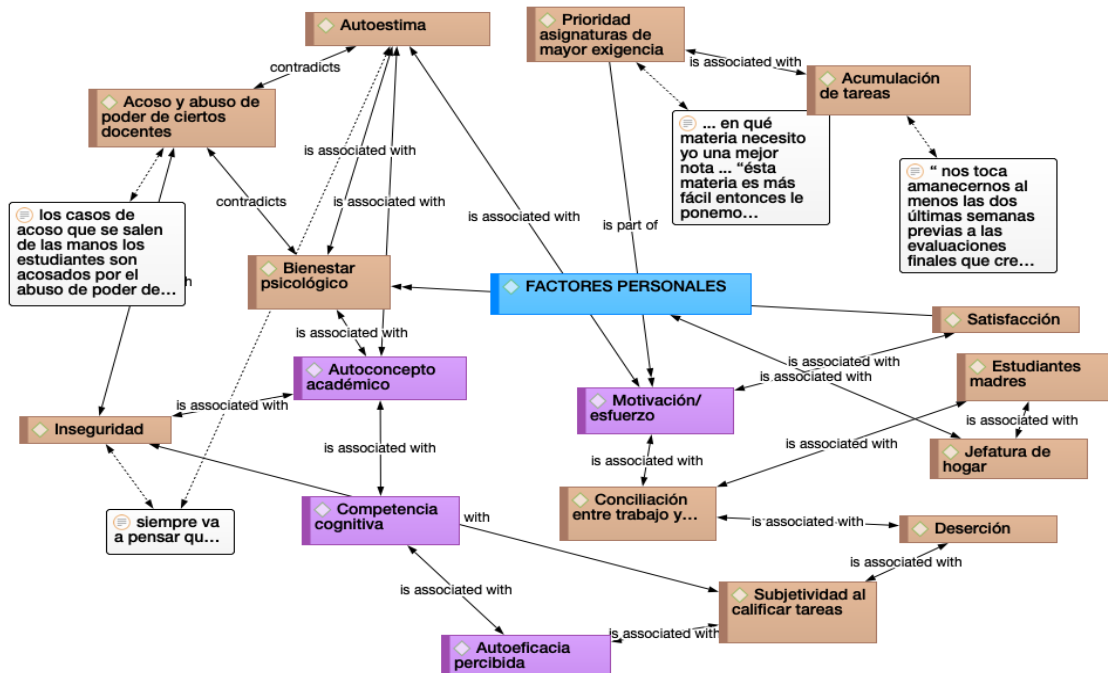 Autoestima
Prioridad
asignaturas de
mayor exigencia
contradicts
is associated with
Acumulación
de tareas
Acoso y abuso de
poder de ciertos
docentes
... en qué
materia necesito
yo una mejor
nota ... “ésta
materia es más
fácil entonces le
ponemo…
is associated with
“ nos toca
amanecernos al
menos las dos
últimas semanas
previas a las
evaluaciones
finales que cre…
contradicts
is associated with
is associated with
is part of
los casos de
acoso que se salen
de las manos los
estudiantes son
acosados por el
abuso de poder de…
Bienestar
psicológico
FACTORES PERSONALES
Satisfacción
is associated with
is associated with
is associated with
Autoconcepto
académico
Estudiantes
madres
Motivación/
esfuerzo
is associated with
is associated with
Inseguridad
is associated with
is associated with
is associated with
Jefatura de
hogar
Conciliación
entre trabajo y…
Competencia
cognitiva
siempre va
a pensar qu…
with
is associated with
Deserción
is associated with
is associated with
Subjetividad al
calificar tareas
is associated with
Autoeficacia
percibida